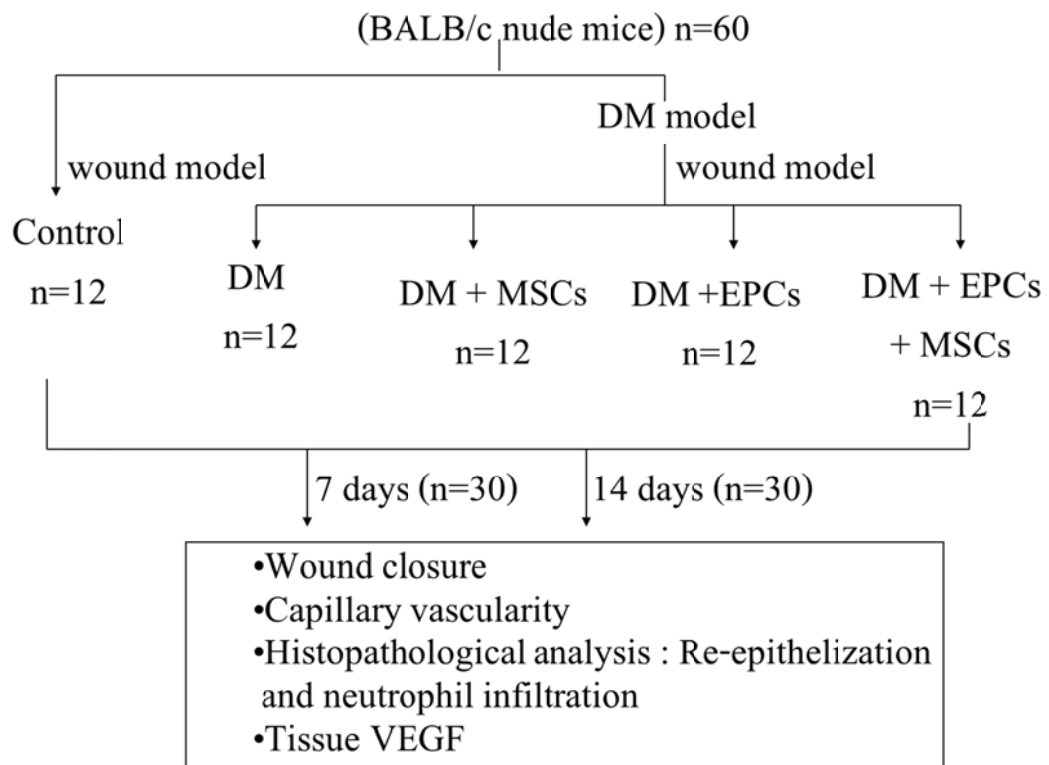 (BALB/c nude mice) n=60
DM model
wound model
wound model
Control
n=12
DM
n=12
DM + MSCs
n=12
DM +EPCs
n=12
DM + EPCs
+ MSCs
n=12
7 days (n=30)
14 days (n=30)
•Wound closure
•Capillary vascularity
•Histopathological analysis : Re-epithelization
and neutrophil infiltration
•Tissue VEGF